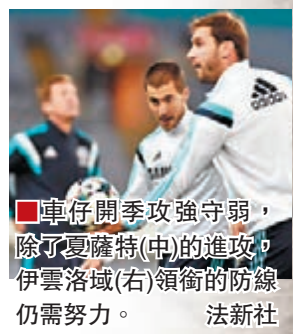 adidas
■車仔開季攻強守弱，
除了夏薩特(中)的進攻，
伊雲洛域(右)領銜的防線
仍需努力。 法新社